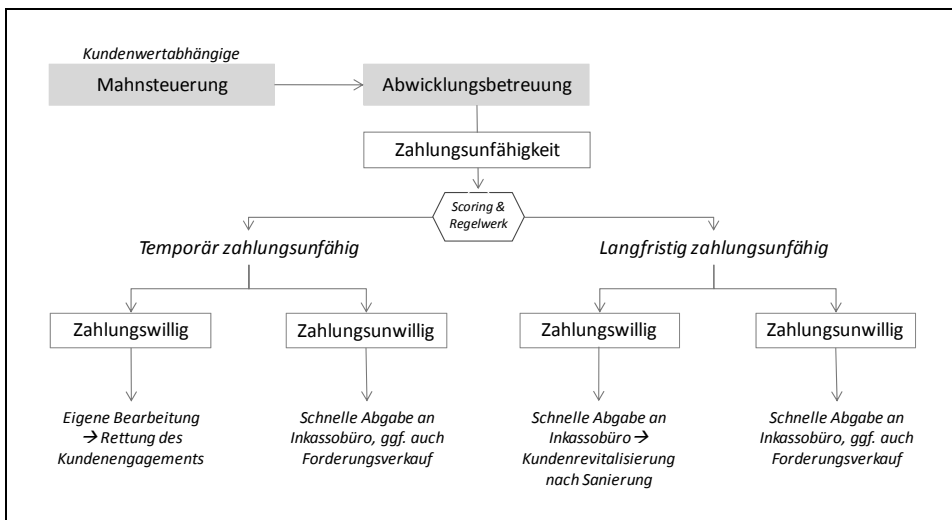 Kundenwertabhängige
Mahnsteuerung
Abwicklungsbetreuung
Zahlungsunfähigkeit
Scoring &
Regelwerk
Temporär zahlungsunfähig
Langfristig zahlungsunfähig
Zahlungswillig
Zahlungsunwillig
Zahlungswillig
Zahlungsunwillig
Eigene Bearbeitung
→ Rettung des
Kundenengagements
Schnelle Abgabe an
Inkassobüro, ggf. auch
Forderungsverkauf
Schnelle Abgabe an
Inkassobüro →
Kundenrevitalisierung
nach Sanierung
Schnelle Abgabe an
Inkassobüro, ggf. auch
Forderungsverkauf